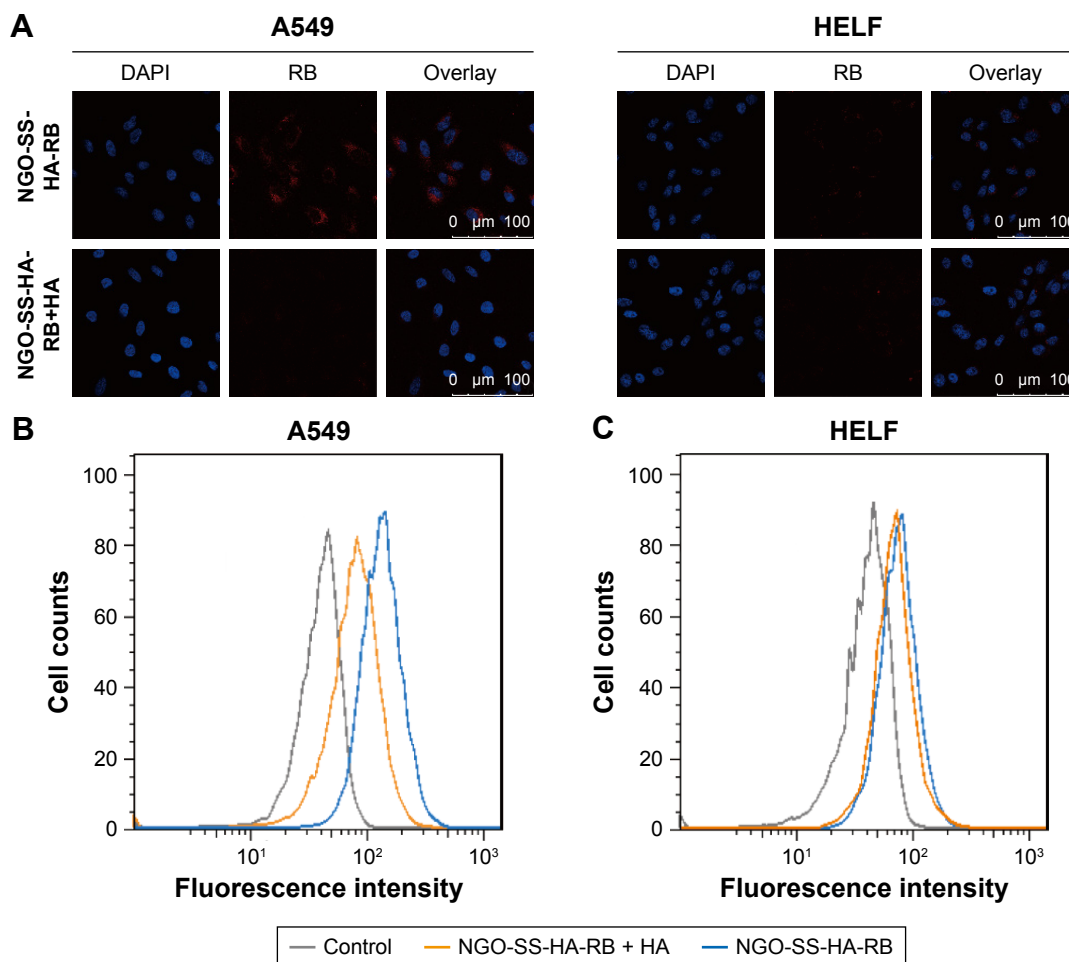 A
A549
HELF
DAPI
RB
Overlay
DAPI
RB
Overlay
NGO-SS-
HA-RB
0 µm 100
0 µm 100
NGO-SS-HA-
RB+HA
0 µm 100
0 µm 100
B
A549
Cell counts
100
80
60
40
20
0
10¹
10²
10³
Fluorescence intensity
C
HELF
Cell counts
100
80
60
40
20
0
10¹
10²
10³
Fluorescence intensity
Control
NGO-SS-HA-RB + HA
NGO-SS-HA-RB